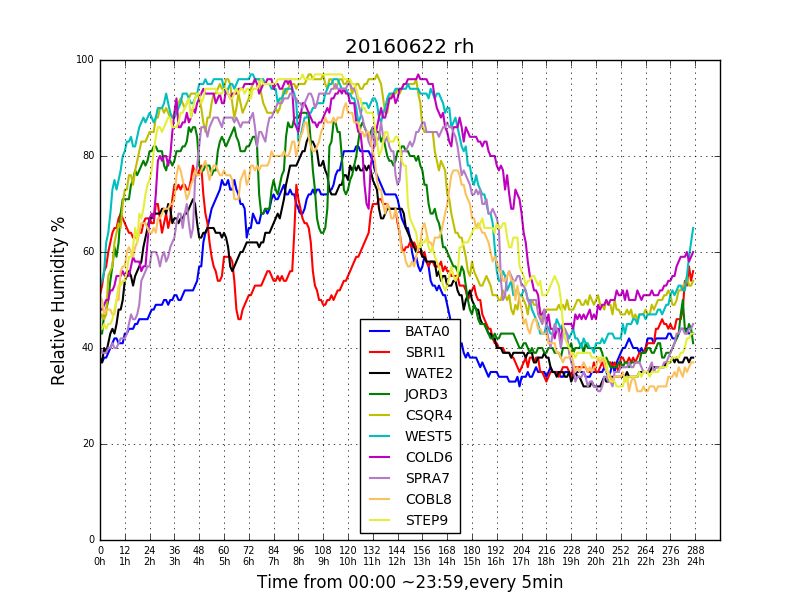 20160622 rh
Relative Humidity %
100
80
60
40
20
0
BATA0
SBRI1
WATE2
JORD3
CSQR4
WEST5
COLD6
SPRA7
COBL8
STEP9
0 12 24 36 48 60 72 84 96 108 120 132 144 156 168 180 192 204 216 228 240 252 264 276 288
0h 1h 2h 3h 4h 5h 6h 7h 8h 9h 10h 11h 12h 13h 14h 15h 16h 17h 18h 19h 20h 21h 22h 23h 24h
Time from 00:00 ~23:59,every 5min